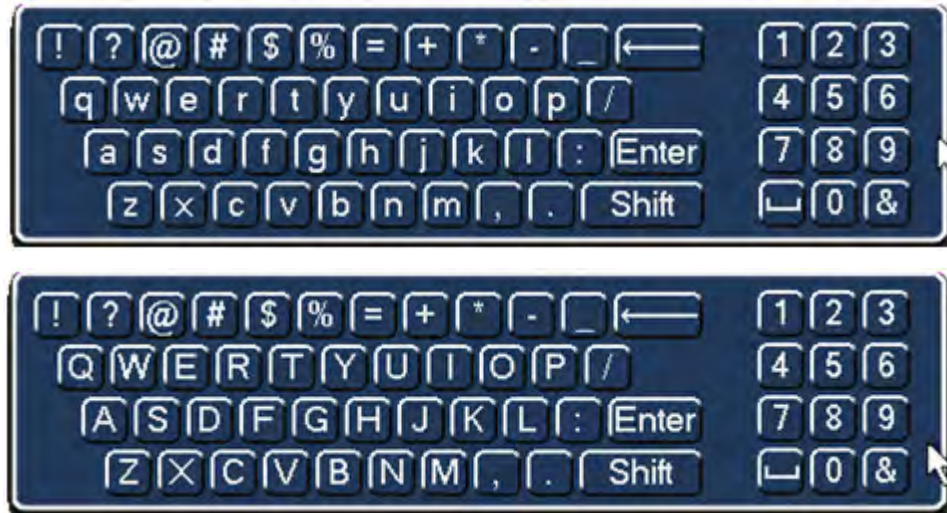 ! ? @ # $ % = + * - _ ← 1 2 3
q w e r t y u i o p / 4 5 6
a s d f g h j k l : Enter 7 8 9
z x c v b n m , . Shift ⎵ 0 &
! ? @ # $ % = + * - _ ← 1 2 3
Q W E R T Y U I O P / 4 5 6
A S D F G H J K L : Enter 7 8 9
Z X C V B N M , . Shift ⎵ 0 &